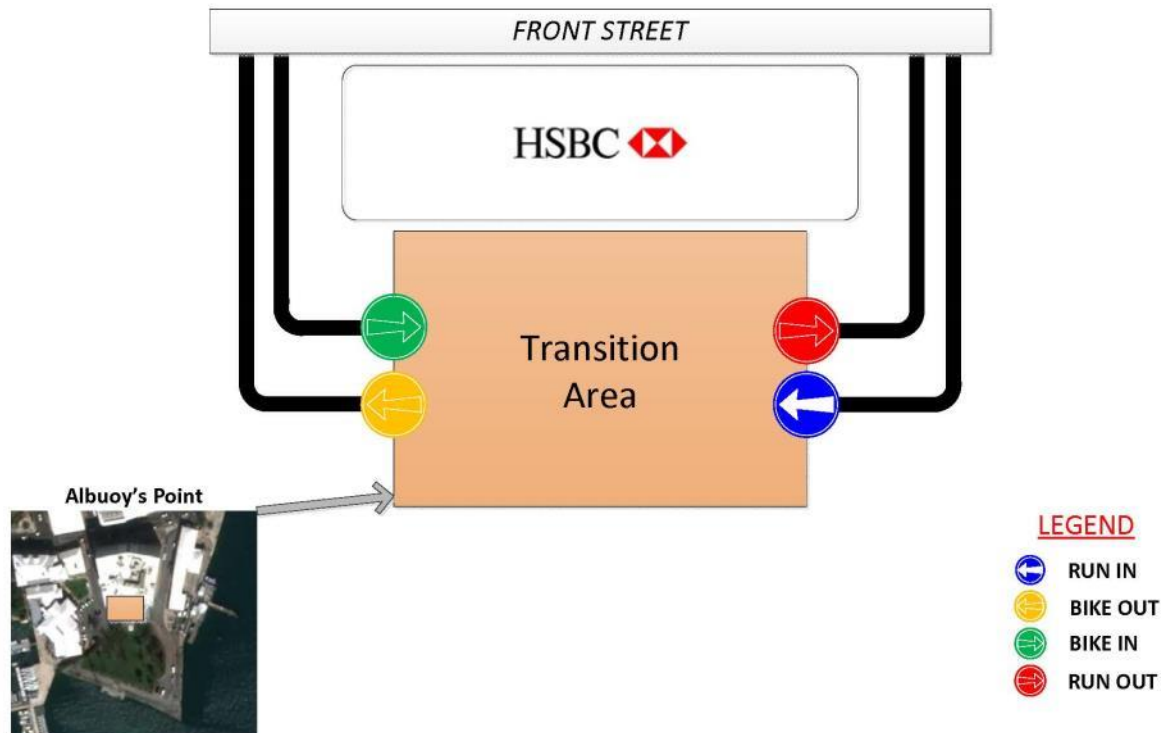 FRONT STREET
HSBC
Transition
Area
Albuoy's Point
LEGEND
RUN IN
BIKE OUT
BIKE IN
RUN OUT